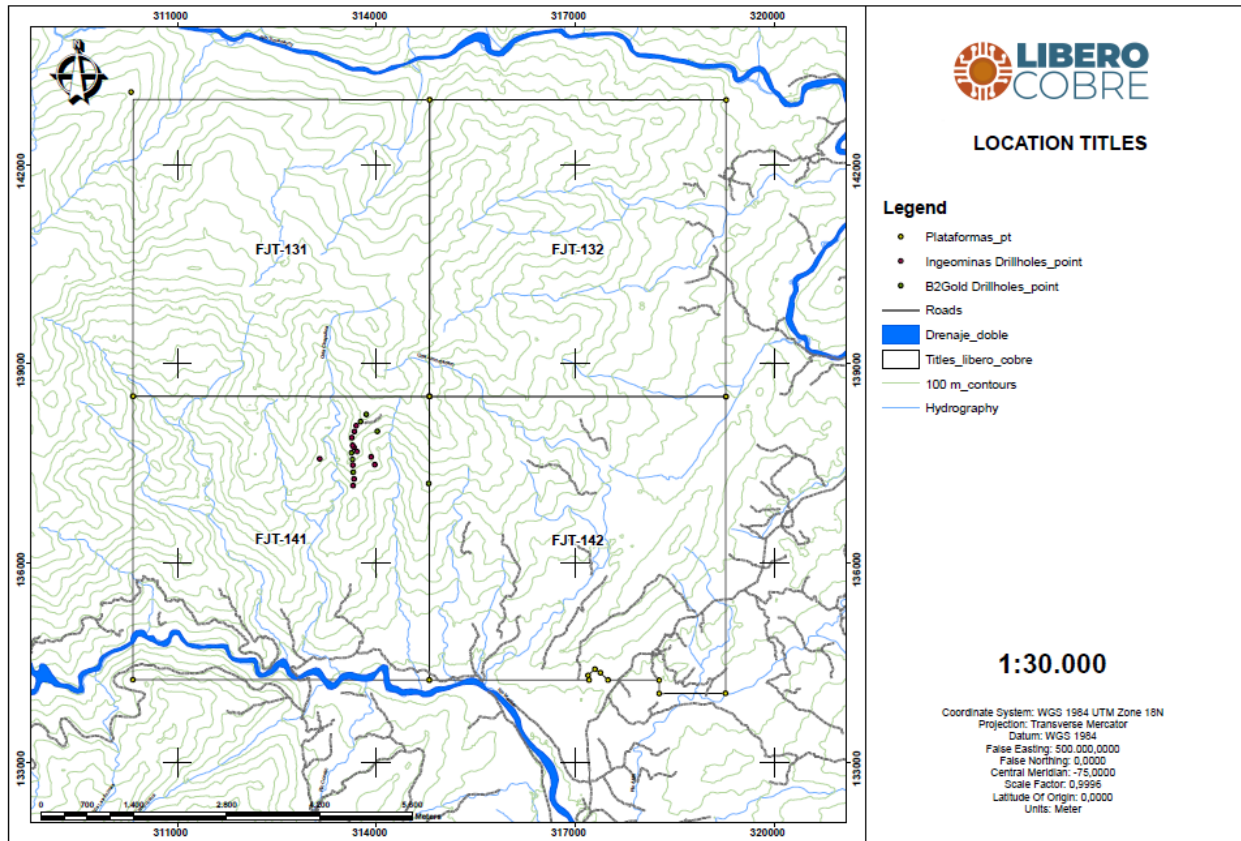 311000 314000 317000 320000
142000 142000
FJT-131 FJT-132
139000 139000
FJT-141 FJT-142
136000 136000
133000 133000
0 700 1.400 2.800 4.200 5.600
Meters
311000 314000 317000 320000
LIBERO
COBRE
LOCATION TITLES
Legend
Plataformas_pt
Ingeominas Drillholes_point
B2Gold Drillholes_point
Roads
Drenaje_doble
Titles_libero_cobre
100 m_contours
Hydrography
1:30.000
Coordinate System: WGS 1984 UTM Zone 18N
Projection: Transverse Mercator
Datum: WGS 1984
False Easting: 500.000,0000
False Northing: 0,0000
Central Meridian: -75,0000
Scale Factor: 0,9996
Latitude Of Origin: 0,0000
Units: Meter